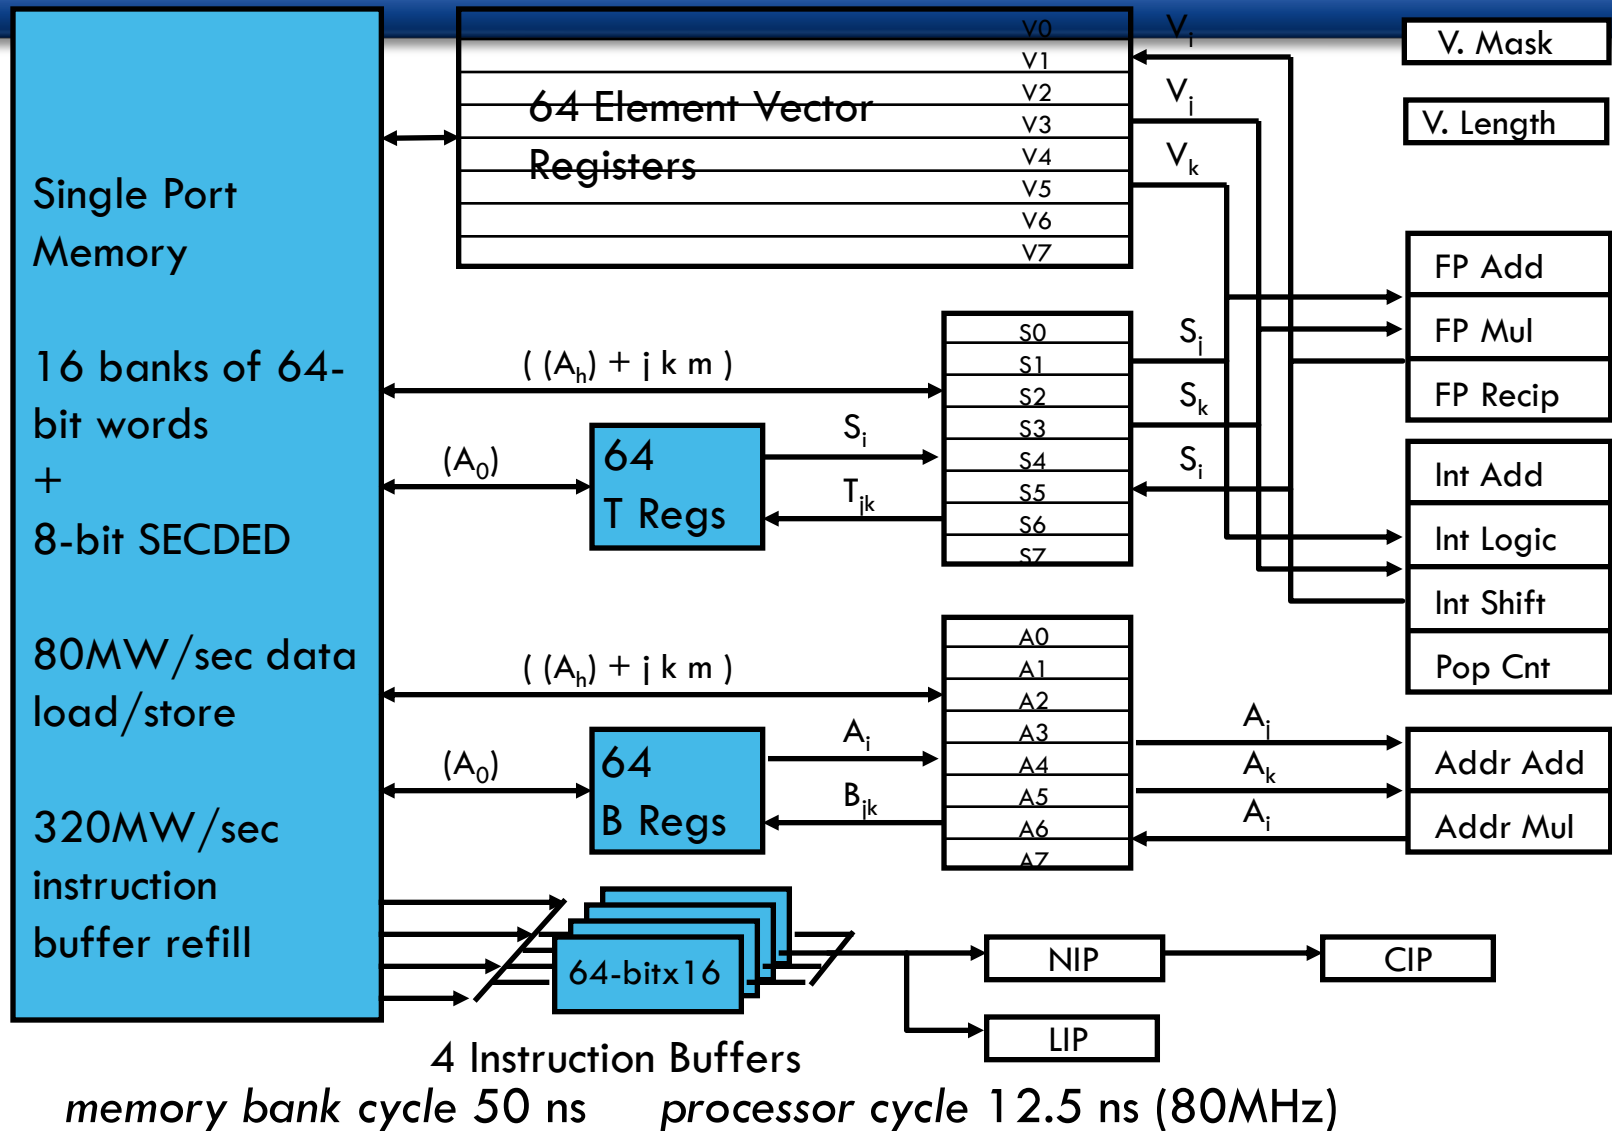 Single Port
Memory
16 banks of 64-
bit words
+
8-bit SECDED
80MW/sec data
load/store
320MW/sec
instruction
buffer refill
64 Element Vector
Registers
V0
V1
V2
V3
V4
V5
V6
V7
Vi
Vj
Vk
V. Mask
V. Length
FP Add
FP Mul
FP Recip
( (Ah) + j k m )
(A0)
64
T Regs
Si
Tjk
S0
S1
S2
S3
S4
S5
S6
S7
Sj
Sk
Si
Int Add
Int Logic
Int Shift
Pop Cnt
( (Ah) + j k m )
(A0)
64
B Regs
Ai
Bjk
A0
A1
A2
A3
A4
A5
A6
A7
Aj
Ak
Ai
Addr Add
Addr Mul
64-bitx16
4 Instruction Buffers
NIP
CIP
LIP
memory bank cycle 50 ns processor cycle 12.5 ns (80MHz)